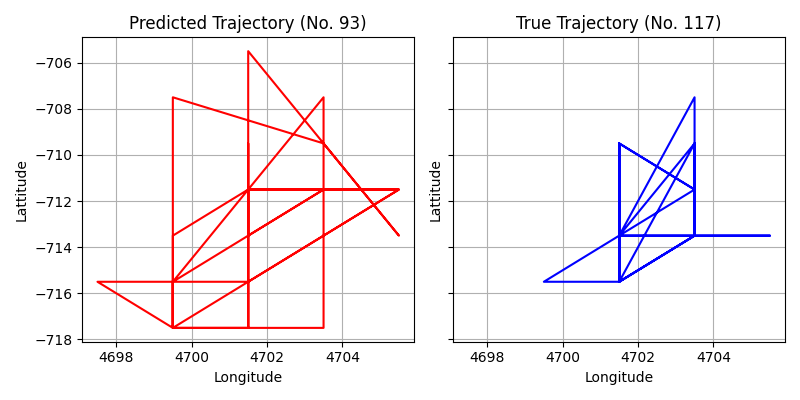 Predicted Trajectory (No. 93)
True Trajectory (No. 117)
−706
−708
−710
−712
−714
−716
−718
Lattitude
Lattitude
4698 4700 4702 4704
4698 4700 4702 4704
Longitude
Longitude